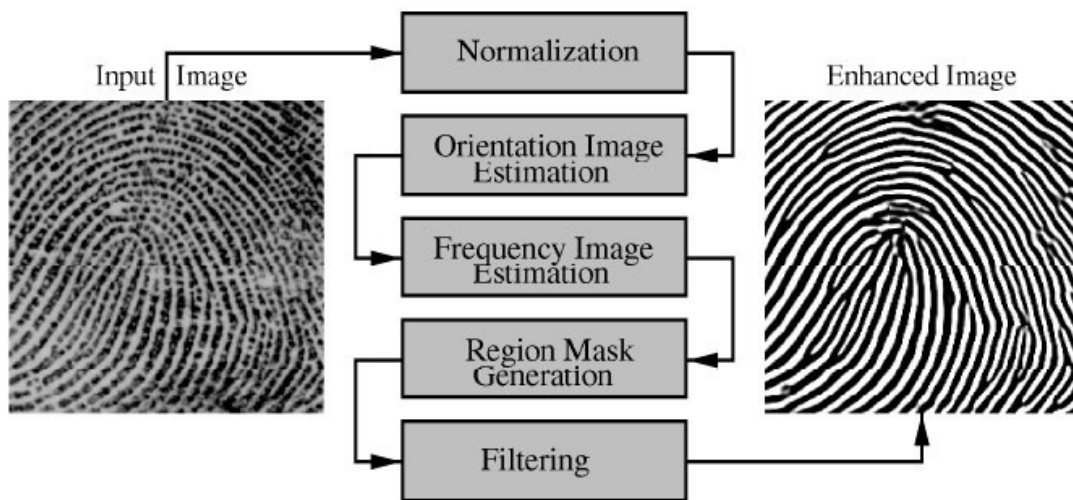 Input Image
Normalization
Enhanced Image
Orientation Image
Estimation
Frequency Image
Estimation
Region Mask
Generation
Filtering